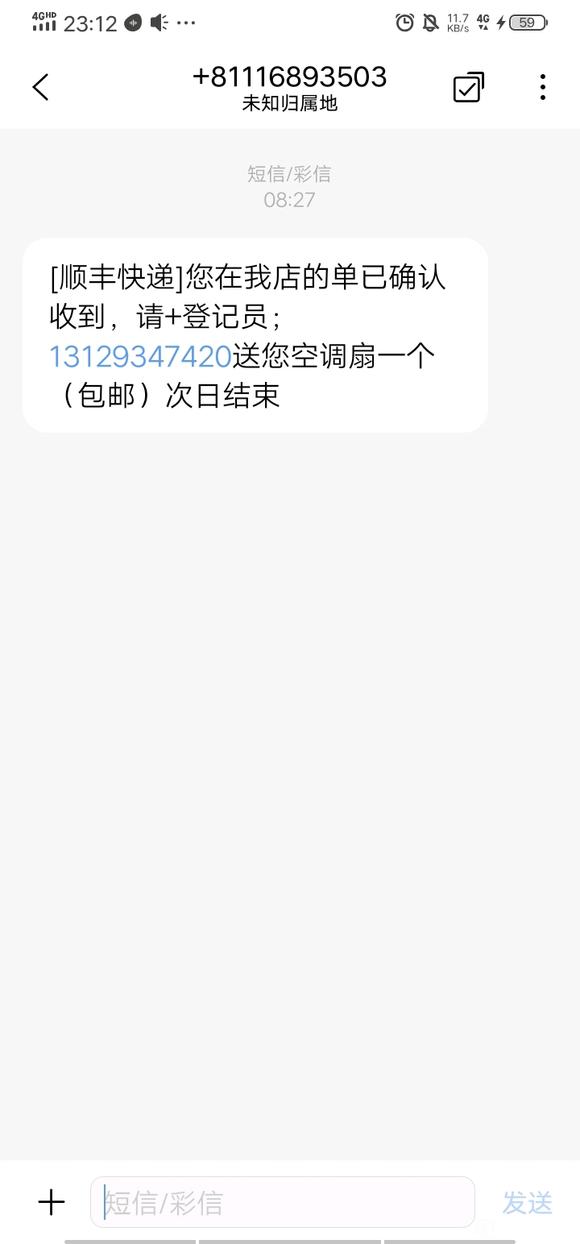 4GHD 23:12 ... 11.7 KB/s 4G 59
+81116893503
未知归属地
短信/彩信
08:27
[顺丰快递]您在我店的单已确认
收到，请+登记员；
13129347420送您空调扇一个
（包邮）次日结束
短信/彩信
发送